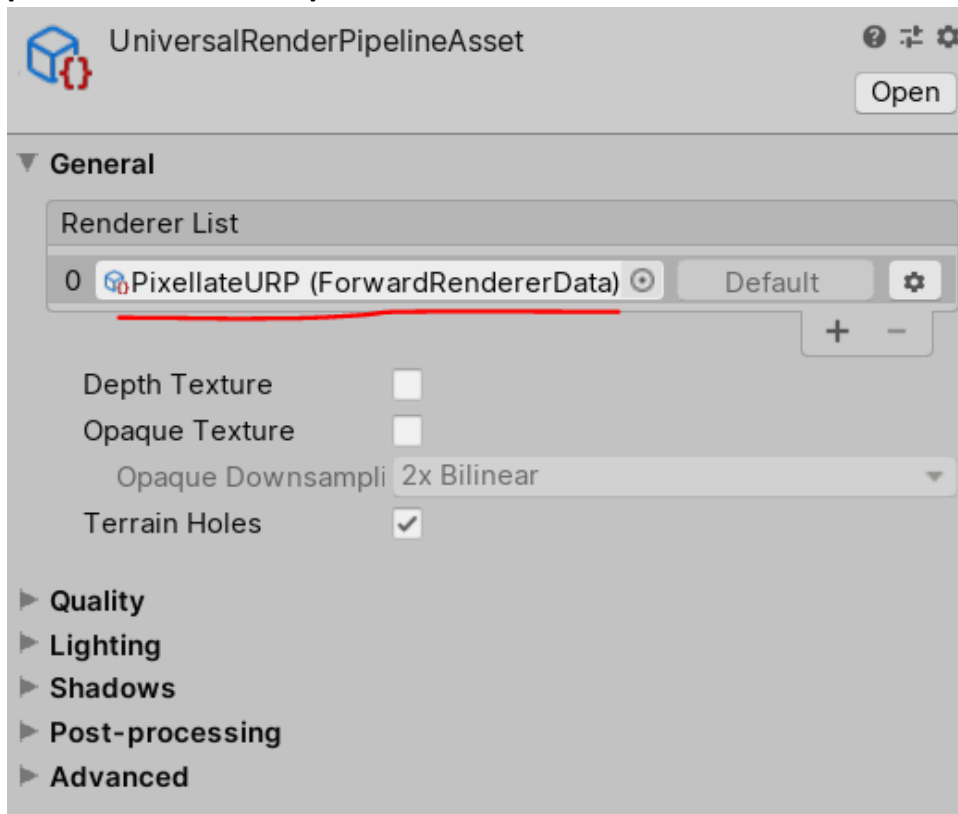 UniversalRenderPipelineAsset
Open
General
Renderer List
0 PixellateURP (ForwardRendererData) Default
+ -
Depth Texture
Opaque Texture
Opaque Downsampli 2x Bilinear
Terrain Holes
Quality
Lighting
Shadows
Post-processing
Advanced